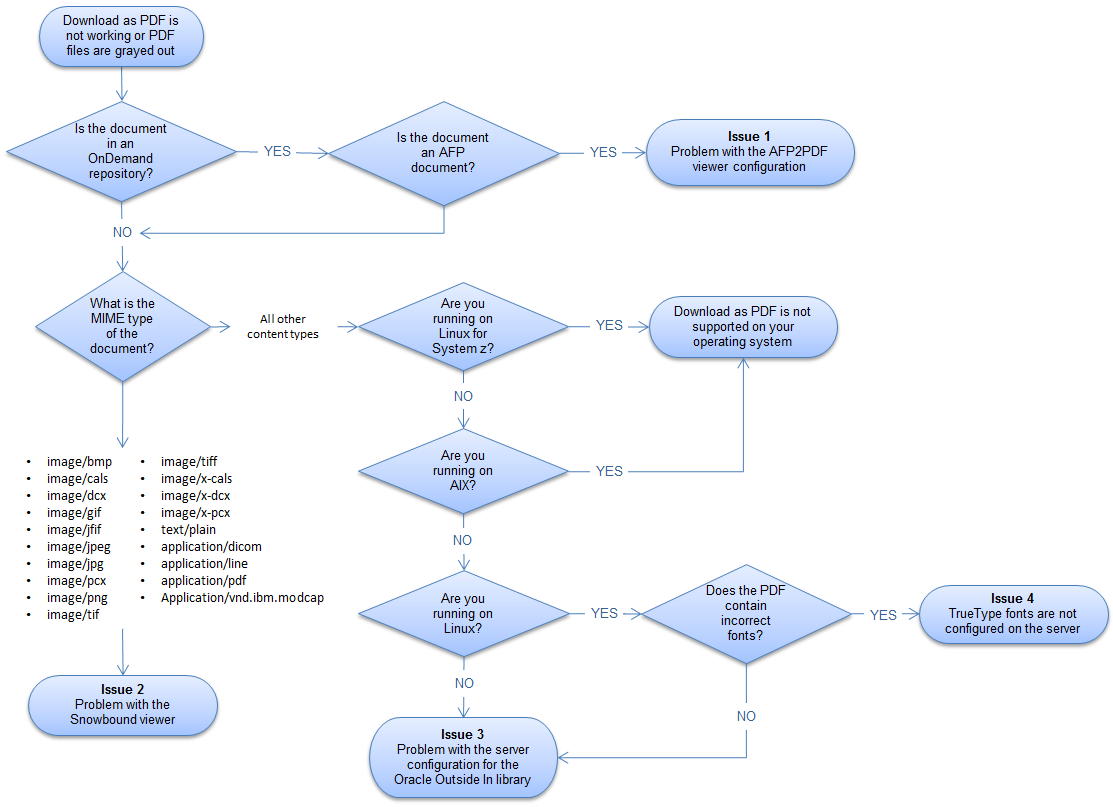 Download as PDF is
not working or PDF
files are grayed out
Is the document
in an
OnDemand
repository?
YES
Is the document
an AFP
document?
YES
Issue 1
Problem with the AFP2PDF
viewer configuration
NO
What is the
MIME type
of the
document?
All other
content types
Are you
running on
Linux for
System z?
YES
Download as PDF is not
supported on your
operating system
NO
Are you
running on
AIX?
YES
• image/bmp
• image/cals
• image/dcx
• image/gif
• image/jfif
• image/jpeg
• image/jpg
• image/pcx
• image/png
• image/tif
• image/tiff
• image/x-cals
• image/x-dcx
• image/x-pcx
• text/plain
• application/dicom
• application/line
• application/pdf
• Application/vnd.ibm.modcap
NO
Are you
running on
Linux?
YES
Does the PDF
contain
incorrect
fonts?
YES
Issue 4
TrueType fonts are not
configured on the server
Issue 2
Problem with the
Snowbound viewer
NO
NO
Issue 3
Problem with the server
configuration for the
Oracle Outside In library